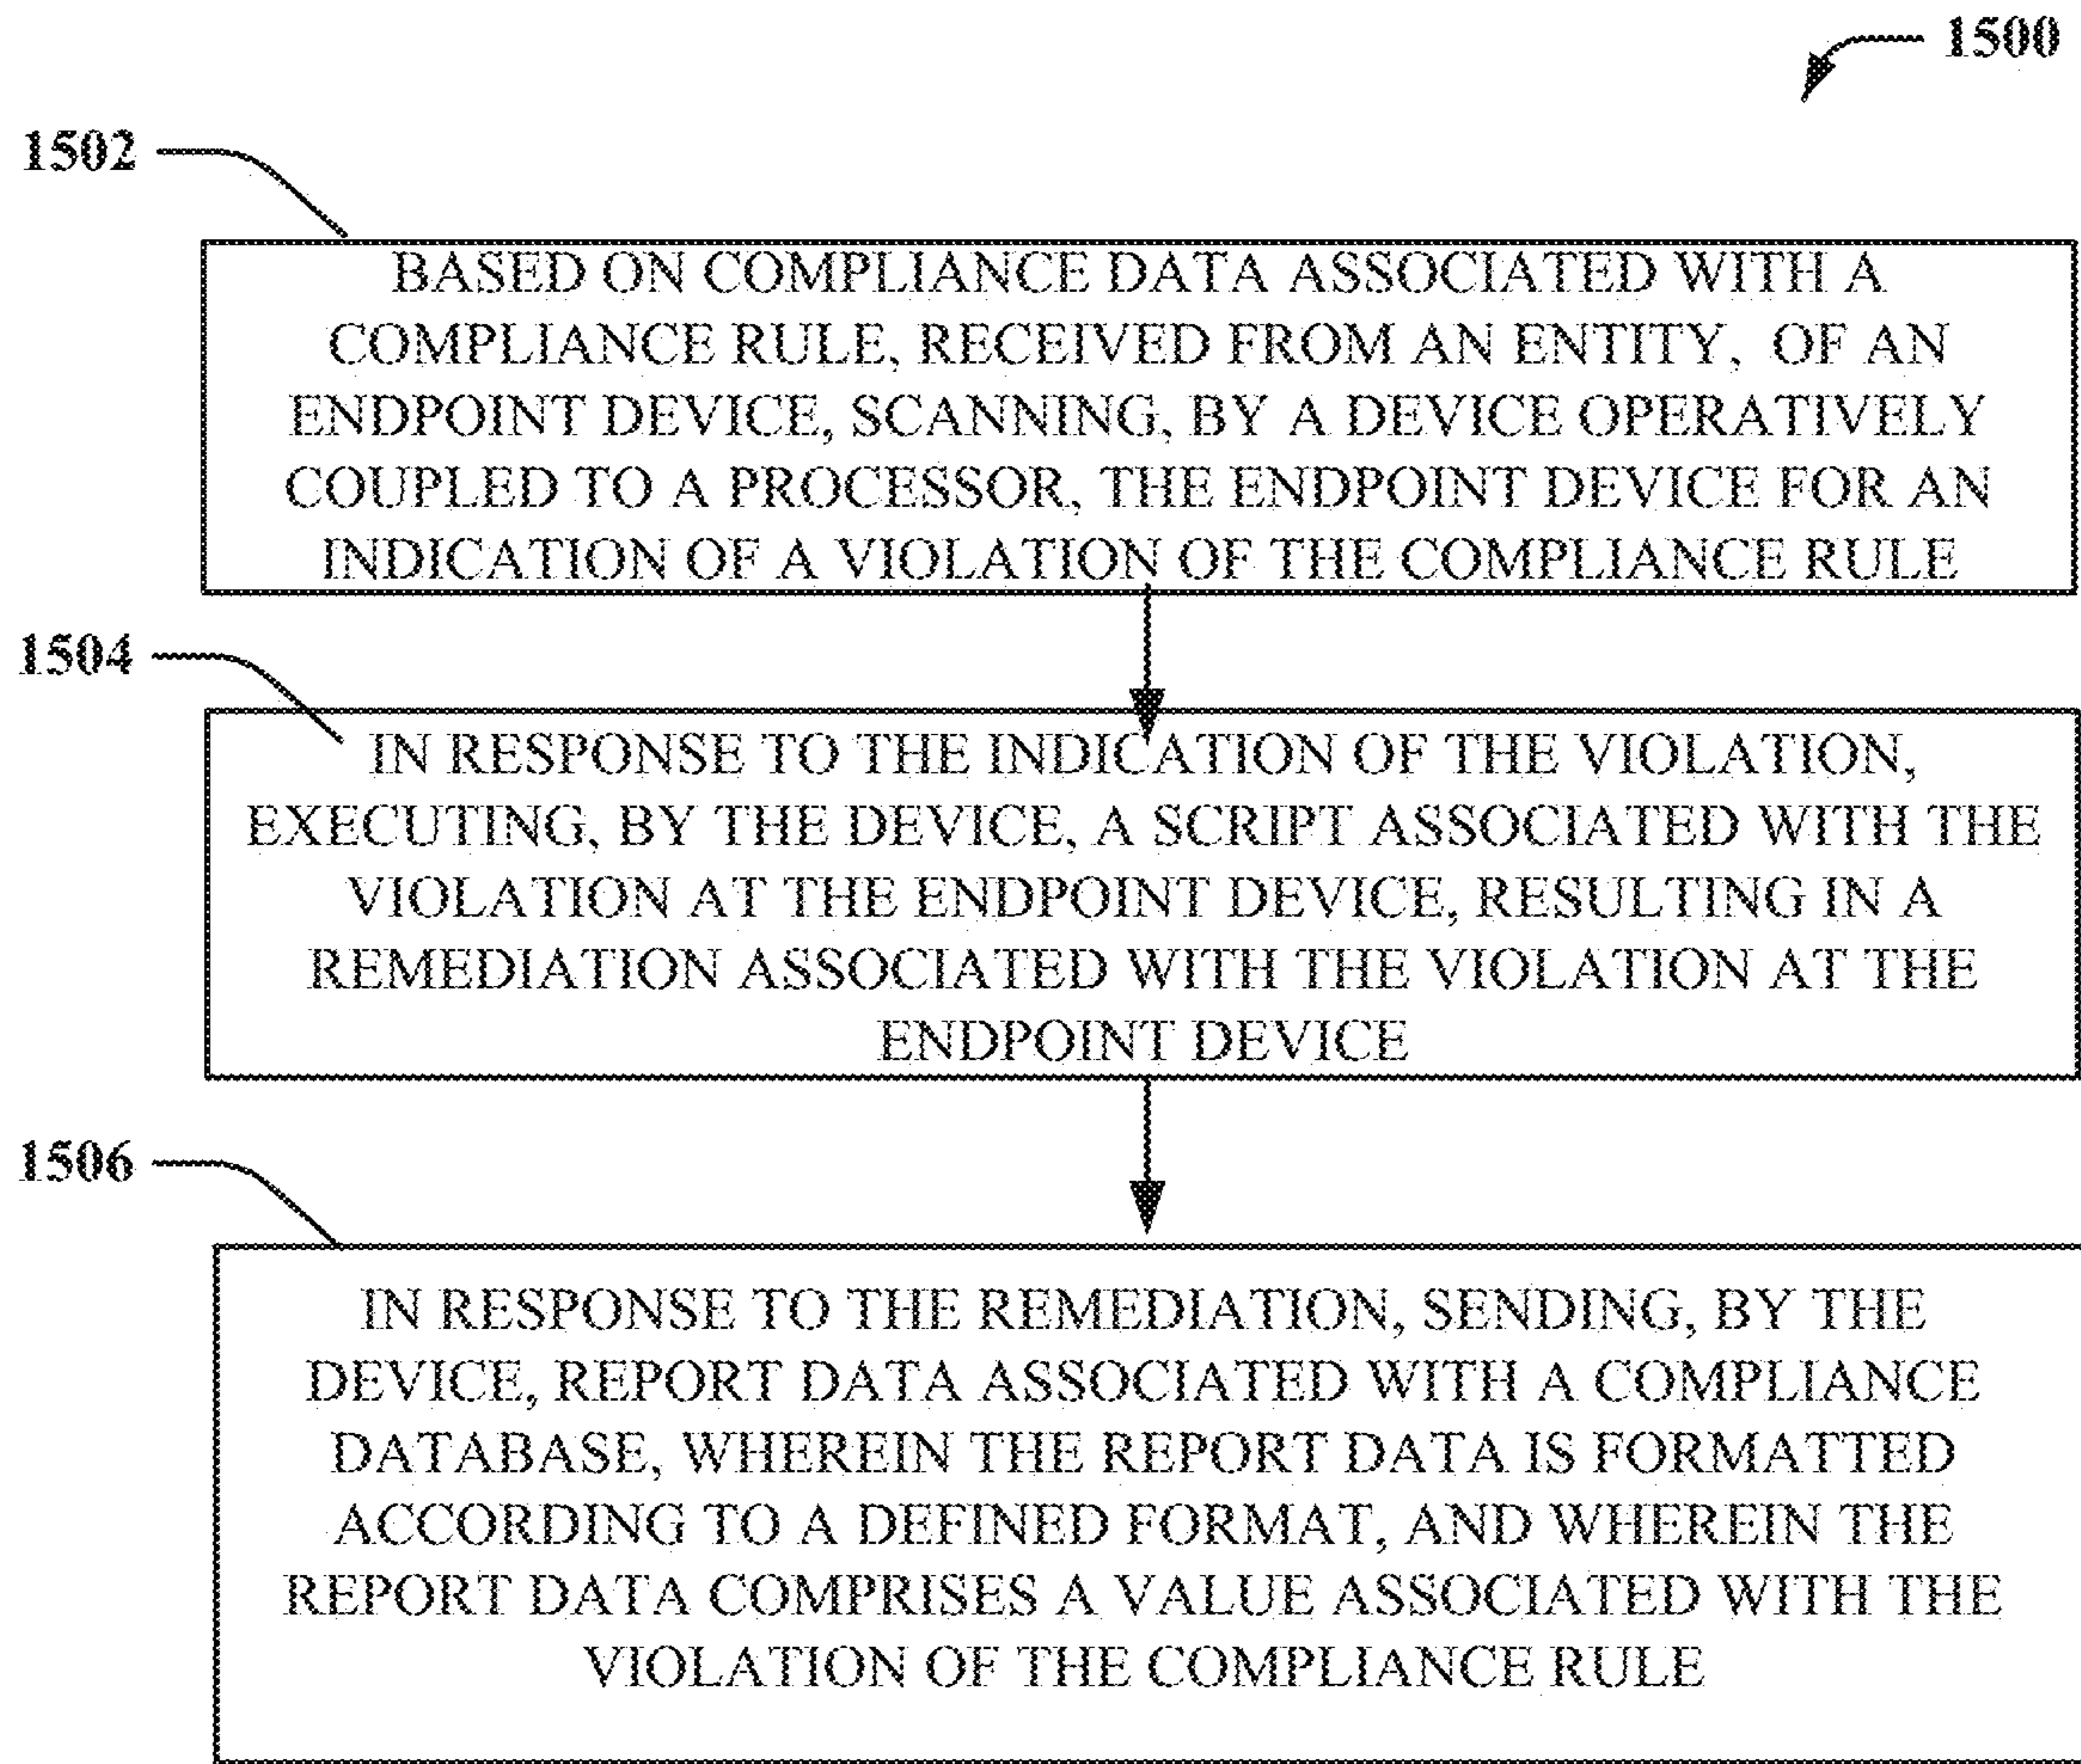 1500
1502
BASED ON COMPLIANCE DATA ASSOCIATED WITH A
COMPLIANCE RULE, RECEIVED FROM AN ENTITY, OF AN
ENDPOINT DEVICE, SCANNING, BY A DEVICE OPERATIVELY
COUPLED TO A PROCESSOR, THE ENDPOINT DEVICE FOR AN
INDICATION OF A VIOLATION OF THE COMPLIANCE RULE
1504
IN RESPONSE TO THE INDICATION OF THE VIOLATION,
EXECUTING, BY THE DEVICE, A SCRIPT ASSOCIATED WITH THE
VIOLATION AT THE ENDPOINT DEVICE, RESULTING IN A
REMEDIATION ASSOCIATED WITH THE VIOLATION AT THE
ENDPOINT DEVICE
1506
IN RESPONSE TO THE REMEDIATION, SENDING, BY THE
DEVICE, REPORT DATA ASSOCIATED WITH A COMPLIANCE
DATABASE, WHEREIN THE REPORT DATA IS FORMATTED
ACCORDING TO A DEFINED FORMAT, AND WHEREIN THE
REPORT DATA COMPRISES A VALUE ASSOCIATED WITH THE
VIOLATION OF THE COMPLIANCE RULE